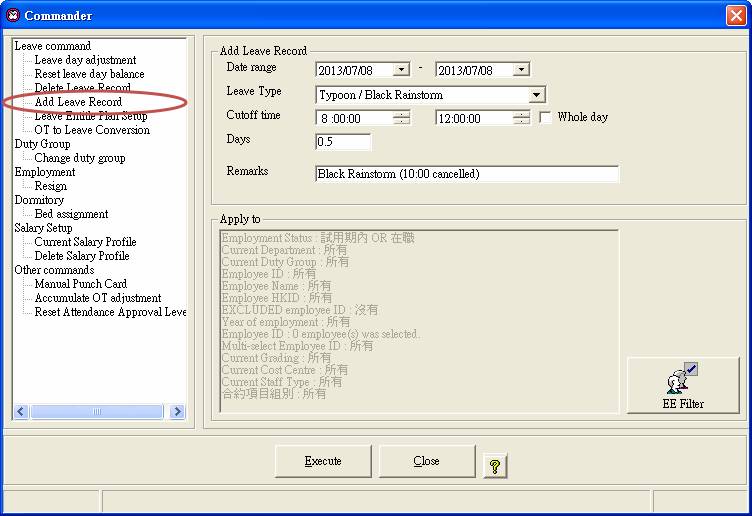 Commander
Leave command
Leave day adjustment
Reset leave day balance
Delete Leave Record
Add Leave Record
Leave Entitle Plan Setup
OT to Leave Conversion
Duty Group
Change duty group
Employment
Resign
Dormitory
Bed assignment
Salary Setup
Current Salary Profile
Delete Salary Profile
Other commands
Manual Punch Card
Accumulate OT adjustment
Reset Attendance Approval Leve
Add Leave Record
Date range 2013/07/08 - 2013/07/08
Leave Type Typoon / Black Rainstorm
Cutoff time 8 :00:00 12:00:00 Whole day
Days 0.5
Remarks Black Rainstorm (10:00 cancelled)
Apply to
Employment Status : 試用期內 OR 在職
Current Department : 所有
Current Duty Group : 所有
Employee ID : 所有
Employee Name : 所有
Employee HKID : 所有
EXCLUDED employee ID : 沒有
Year of employment : 所有
Employee ID : 0 employee(s) was selected.
Multi-select Employee ID : 所有
Current Grading : 所有
Current Cost Centre : 所有
Current Staff Type : 所有
合約項目組別 : 所有
EE Filter
Execute Close ?